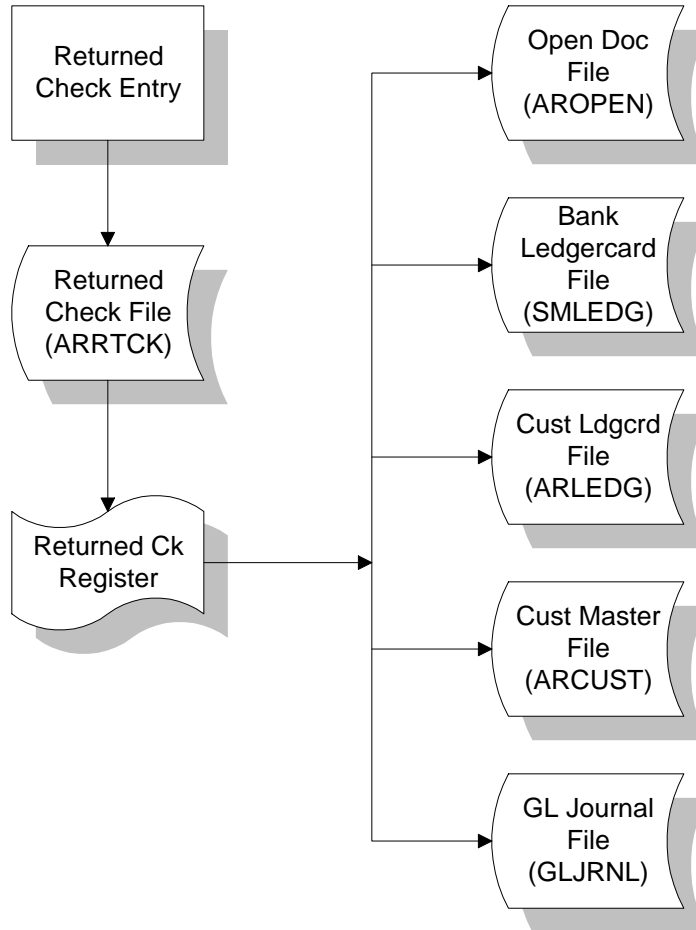 Returned
Check Entry
Returned
Check File
(ARRTCK)
Returned Ck
Register
Open Doc
File
(AROPEN)
Bank
Ledgercard
File
(SMLEDG)
Cust Ldgcrd
File
(ARLEDG)
Cust Master
File
(ARCUST)
GL Journal
File
(GLJRNL)